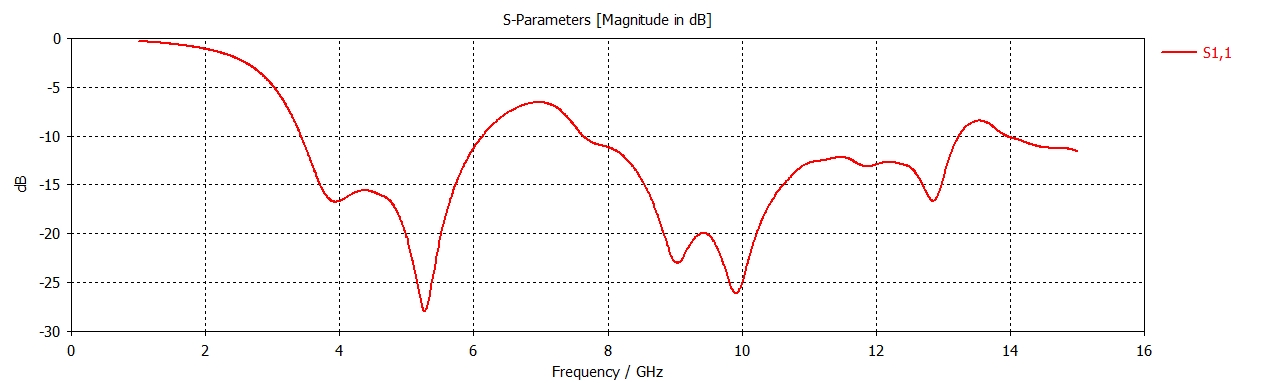 S-Parameters [Magnitude in dB]
S1,1
0
-5
-10
-15
-20
-25
-30
dB
0 2 4 6 8 10 12 14 16
Frequency / GHz